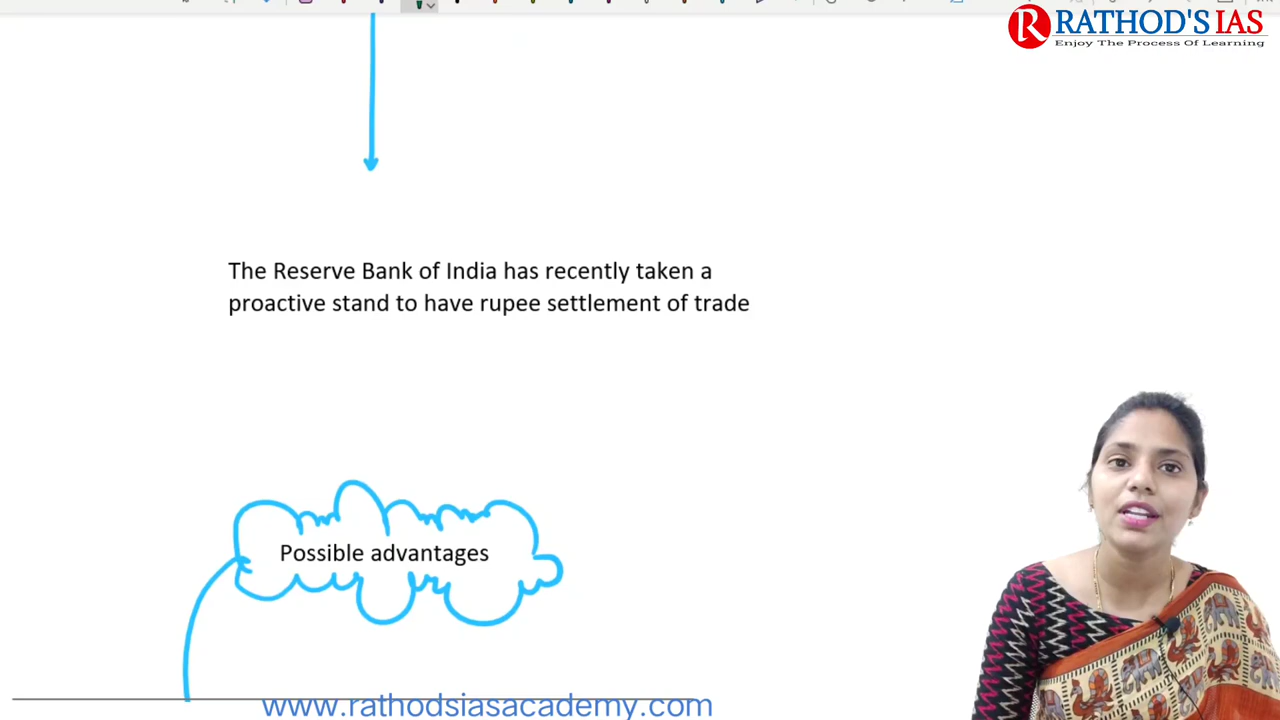 RATHOD'S IAS
Enjoy The Process Of Learning
The Reserve Bank of India has recently taken a
proactive stand to have rupee settlement of trade
Possible advantages
www.rathodsiasacademy.com